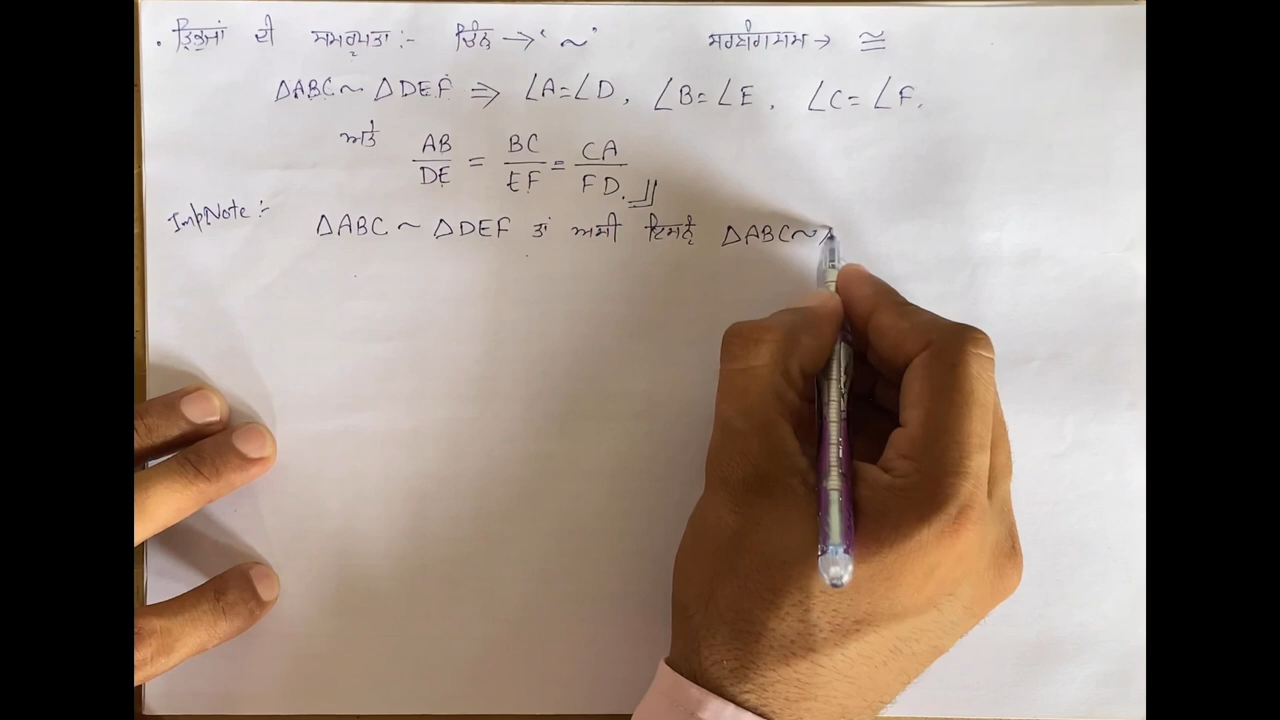 . ਤ੍ਰਿਭੁਜਾਂ ਦੀ ਸਮਰੂਪਤਾ :- ਚਿੰਨ → ' ~ ' ਸਰਬੰਗਸਮ → ≅
ΔABC ~ ΔDEF ⇒ ∠A = ∠D, ∠B = ∠E, ∠C = ∠F.
ਅਤੇ AB/DE = BC/EF = CA/FD.
Imp.Note :- ΔABC ~ ΔDEF ਤਾਂ ਅਸੀਂ ਇਸਨੂੰ ΔABC ~